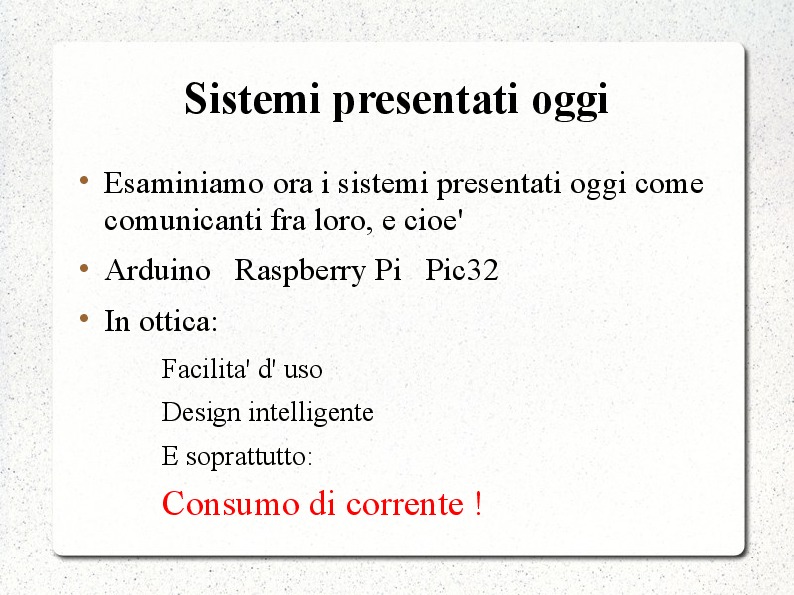 Sistemi presentati oggi
Esaminiamo ora i sistemi presentati oggi come
comunicanti fra loro, e cioe'
Arduino Raspberry Pi Pic32
In ottica:
Facilita' d' uso
Design intelligente
E soprattutto:
Consumo di corrente !